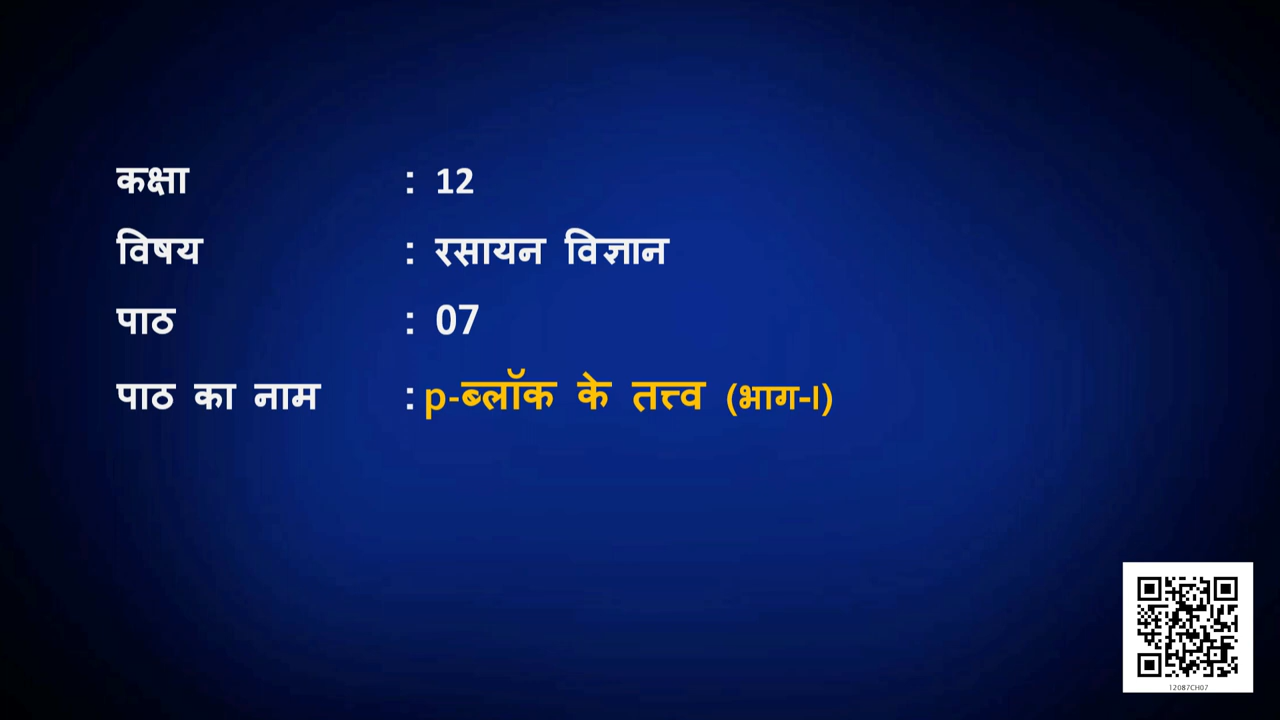 कक्षा : 12
विषय : रसायन विज्ञान
पाठ : 07
पाठ का नाम : p-ब्लॉक के तत्त्व (भाग-I)
12087CH07